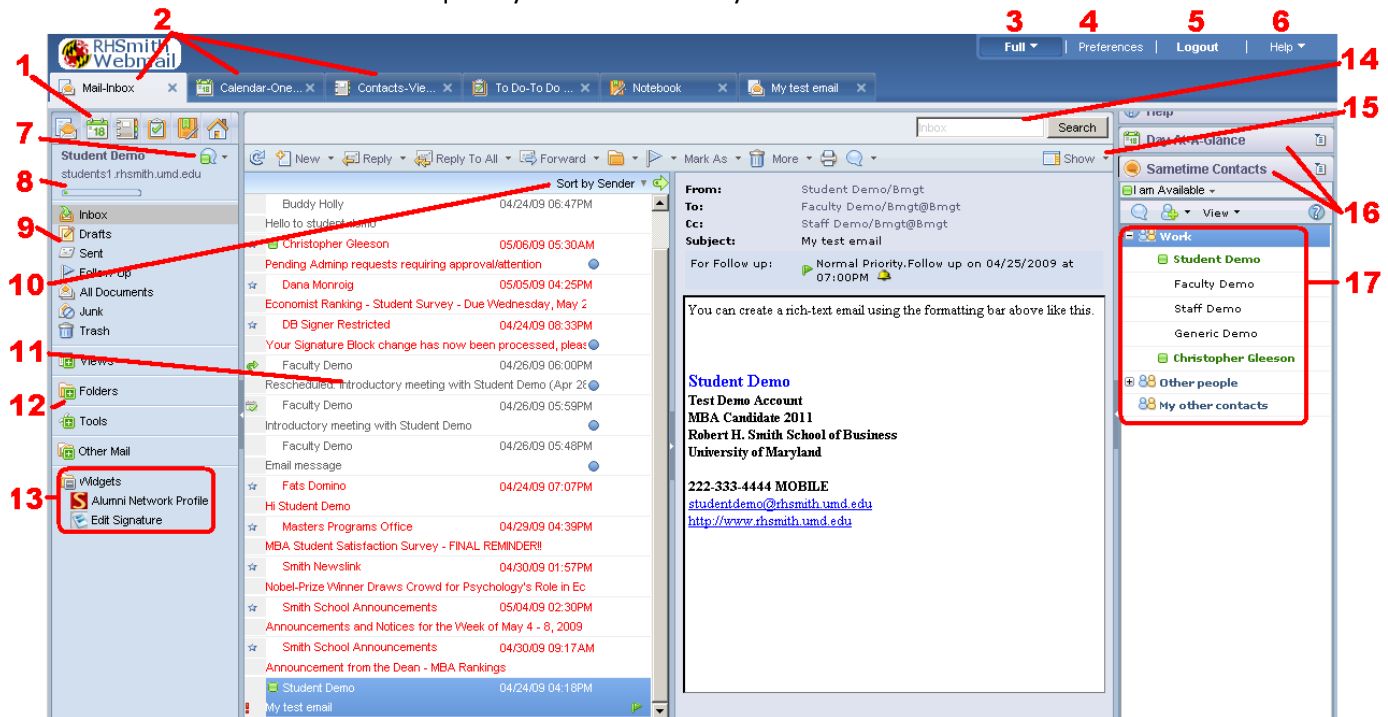 2
3 4 5 6
RHSmith
Webmail
Full | Preferences | Logout | Help
1
14
Mail-Inbox X Calendar-One... X Contacts-Vie... X To Do-To Do ... X Notebook X My test email X
15
18
Inbox Search
Help
7
Day-At-A-Glance
Student Demo
students1.rhsmith.umd.edu
New Reply Reply To All Forward Mark As More Show
Sametime Contacts
8
Sort by Sender
I am Available
16
View
Inbox
Drafts
Sent
Follow Up
All Documents
Junk
Trash
9
10
Views
11
Folders
12
Tools
Other Mail
Widgets
Alumni Network Profile
Edit Signature
13
Buddy Holly 04/24/09 06:47PM
Hello to student demo
Christopher Gleeson 05/06/09 05:30AM
Pending Adminp requests requiring approval/attention
Dana Monroig 05/05/09 04:25PM
Economist Ranking - Student Survey - Due Wednesday, May 2
DB Signer Restricted 04/24/09 08:33PM
Your Signature Block change has now been processed, pleas
Faculty Demo 04/26/09 06:00PM
Rescheduled: Introductory meeting with Student Demo (Apr 28
Faculty Demo 04/26/09 05:59PM
Introductory meeting with Student Demo
Faculty Demo 04/26/09 05:48PM
Email message
Fats Domino 04/24/09 07:07PM
Hi Student Demo
Masters Programs Office 04/29/09 04:39PM
MBA Student Satisfaction Survey - FINAL REMINDER!!
Smith Newslink 04/30/09 01:57PM
Nobel-Prize Winner Draws Crowd for Psychology's Role in Ec
Smith School Announcements 05/04/09 02:30PM
Announcements and Notices for the Week of May 4 - 8, 2009
Smith School Announcements 04/30/09 09:17AM
Announcement from the Dean - MBA Rankings
Student Demo 04/24/09 04:18PM
My test email
From: Student Demo/Bmgt
To: Faculty Demo/Bmgt@Bmgt
Cc: Staff Demo/Bmgt@Bmgt
Subject: My test email
For Follow up: Normal Priority.Follow up on 04/25/2009 at
07:00PM
You can create a rich-text email using the formatting bar above like this.
Student Demo
Test Demo Account
MBA Candidate 2011
Robert H. Smith School of Business
University of Maryland
222-333-4444 MOBILE
studentdemo@rhsmith.umd.edu
http://www.rhsmith.umd.edu
Work
Student Demo
Faculty Demo
17
Staff Demo
Generic Demo
Christopher Gleeson
Other people
My other contacts